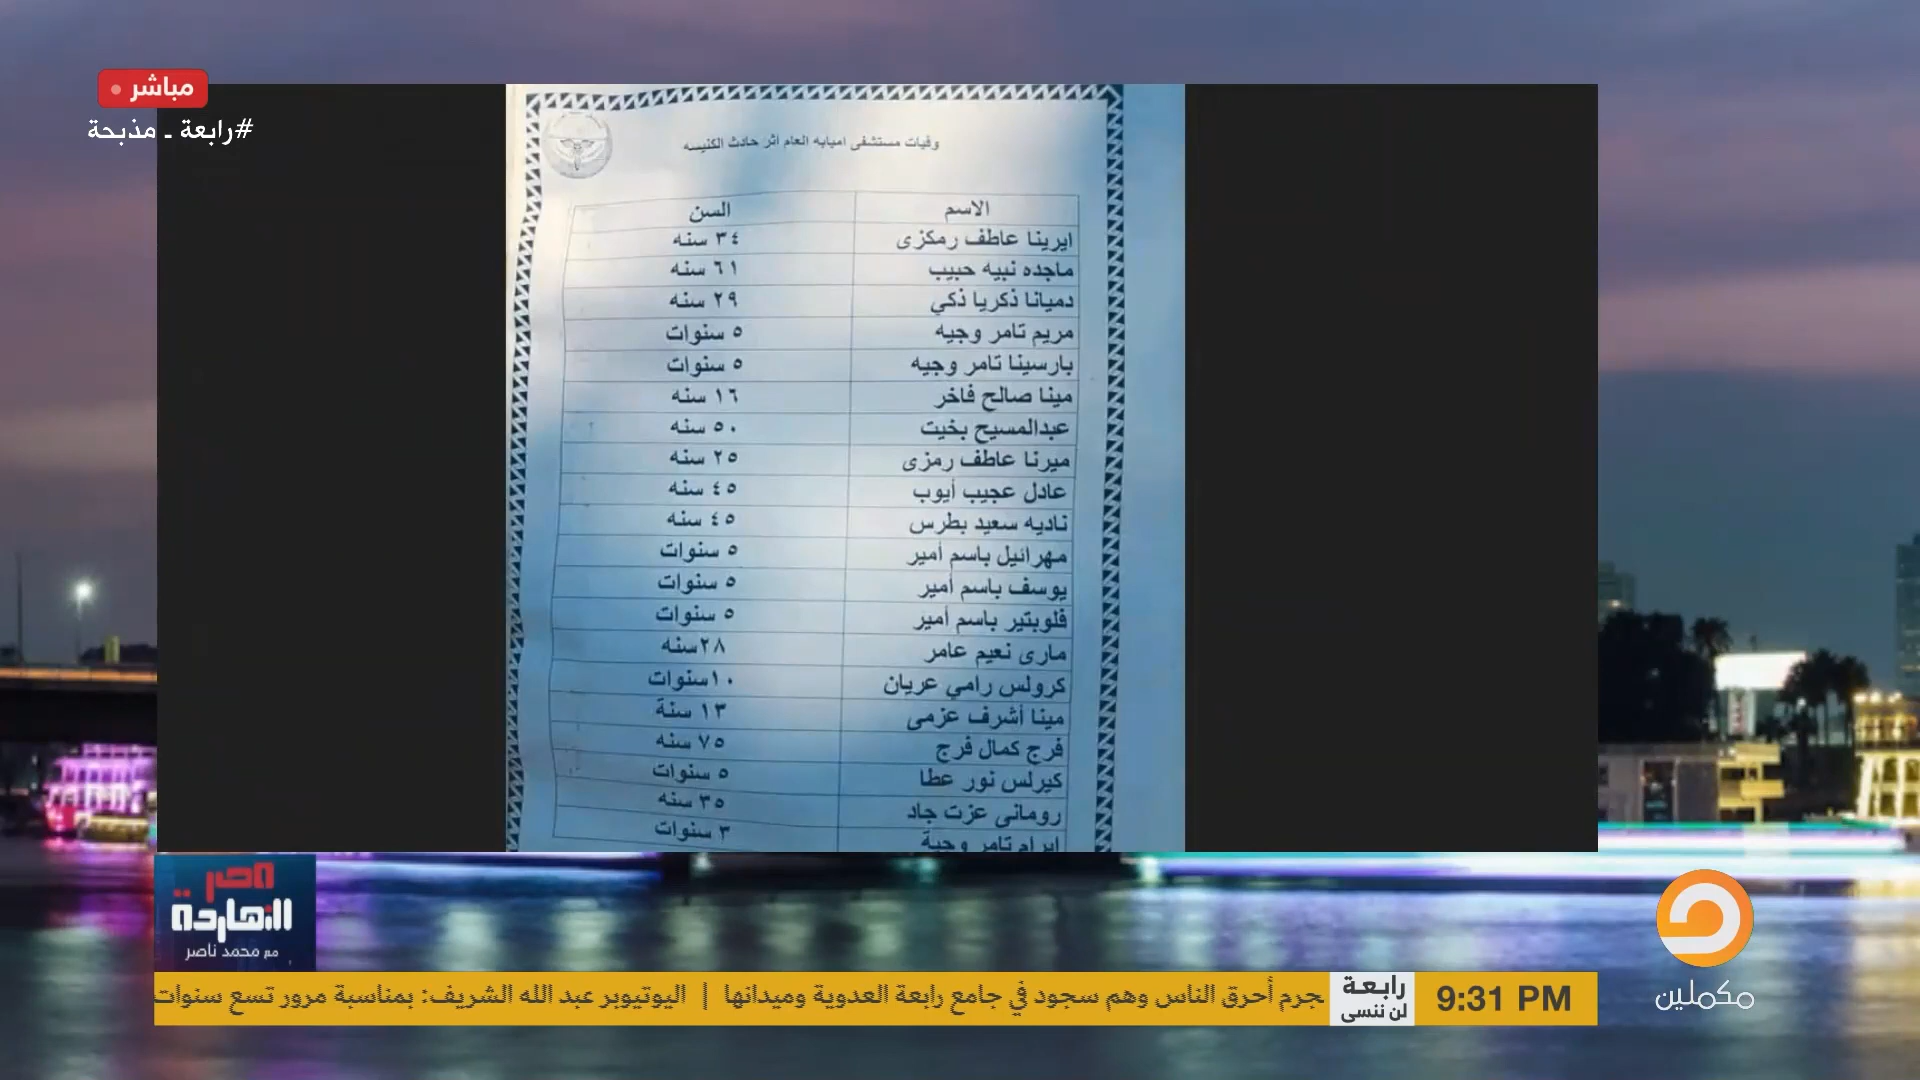 مباشر
#رابعة ـ مذبحة
وفيات مستشفى امبابه العام اثر حادث الكنيسه
الاسم السن
ايرينا عاطف رمكزى ٣٤ سنه
ماجده نبيه حبيب ٦١ سنه
دميانا ذكريا ذكي ٢٩ سنه
مريم تامر وجيه ٥ سنوات
بارسينا تامر وجيه ٥ سنوات
مينا صالح فاخر ١٦ سنه
عبدالمسيح بخيت ٥٠ سنه
ميرنا عاطف رمزى ٢٥ سنه
عادل عجيب أيوب ٤٥ سنه
ناديه سعيد بطرس ٤٥ سنه
مهرائيل باسم أمير ٥ سنوات
يوسف باسم أمير ٥ سنوات
فلوبتير باسم أمير ٥ سنوات
مارى نعيم عامر ٢٨سنه
كرولس رامي عريان ١٠سنوات
مينا أشرف عزمى ١٣ سنة
فرج كمال فرج ٧٥ سنه
كيرلس نور عطا ٥ سنوات
رومانى عزت جاد ٣٥ سنه
ابرام تامر وجية ٣ سنوات
مصر
النهاردة
مع محمد ناصر
مكملين
9:31 PM
رابعة
لن ننسى
جرم أحرق الناس وهم سجود في جامع رابعة العدوية وميدانها | اليوتيوبر عبد الله الشريف: بمناسبة مرور تسع سنوات